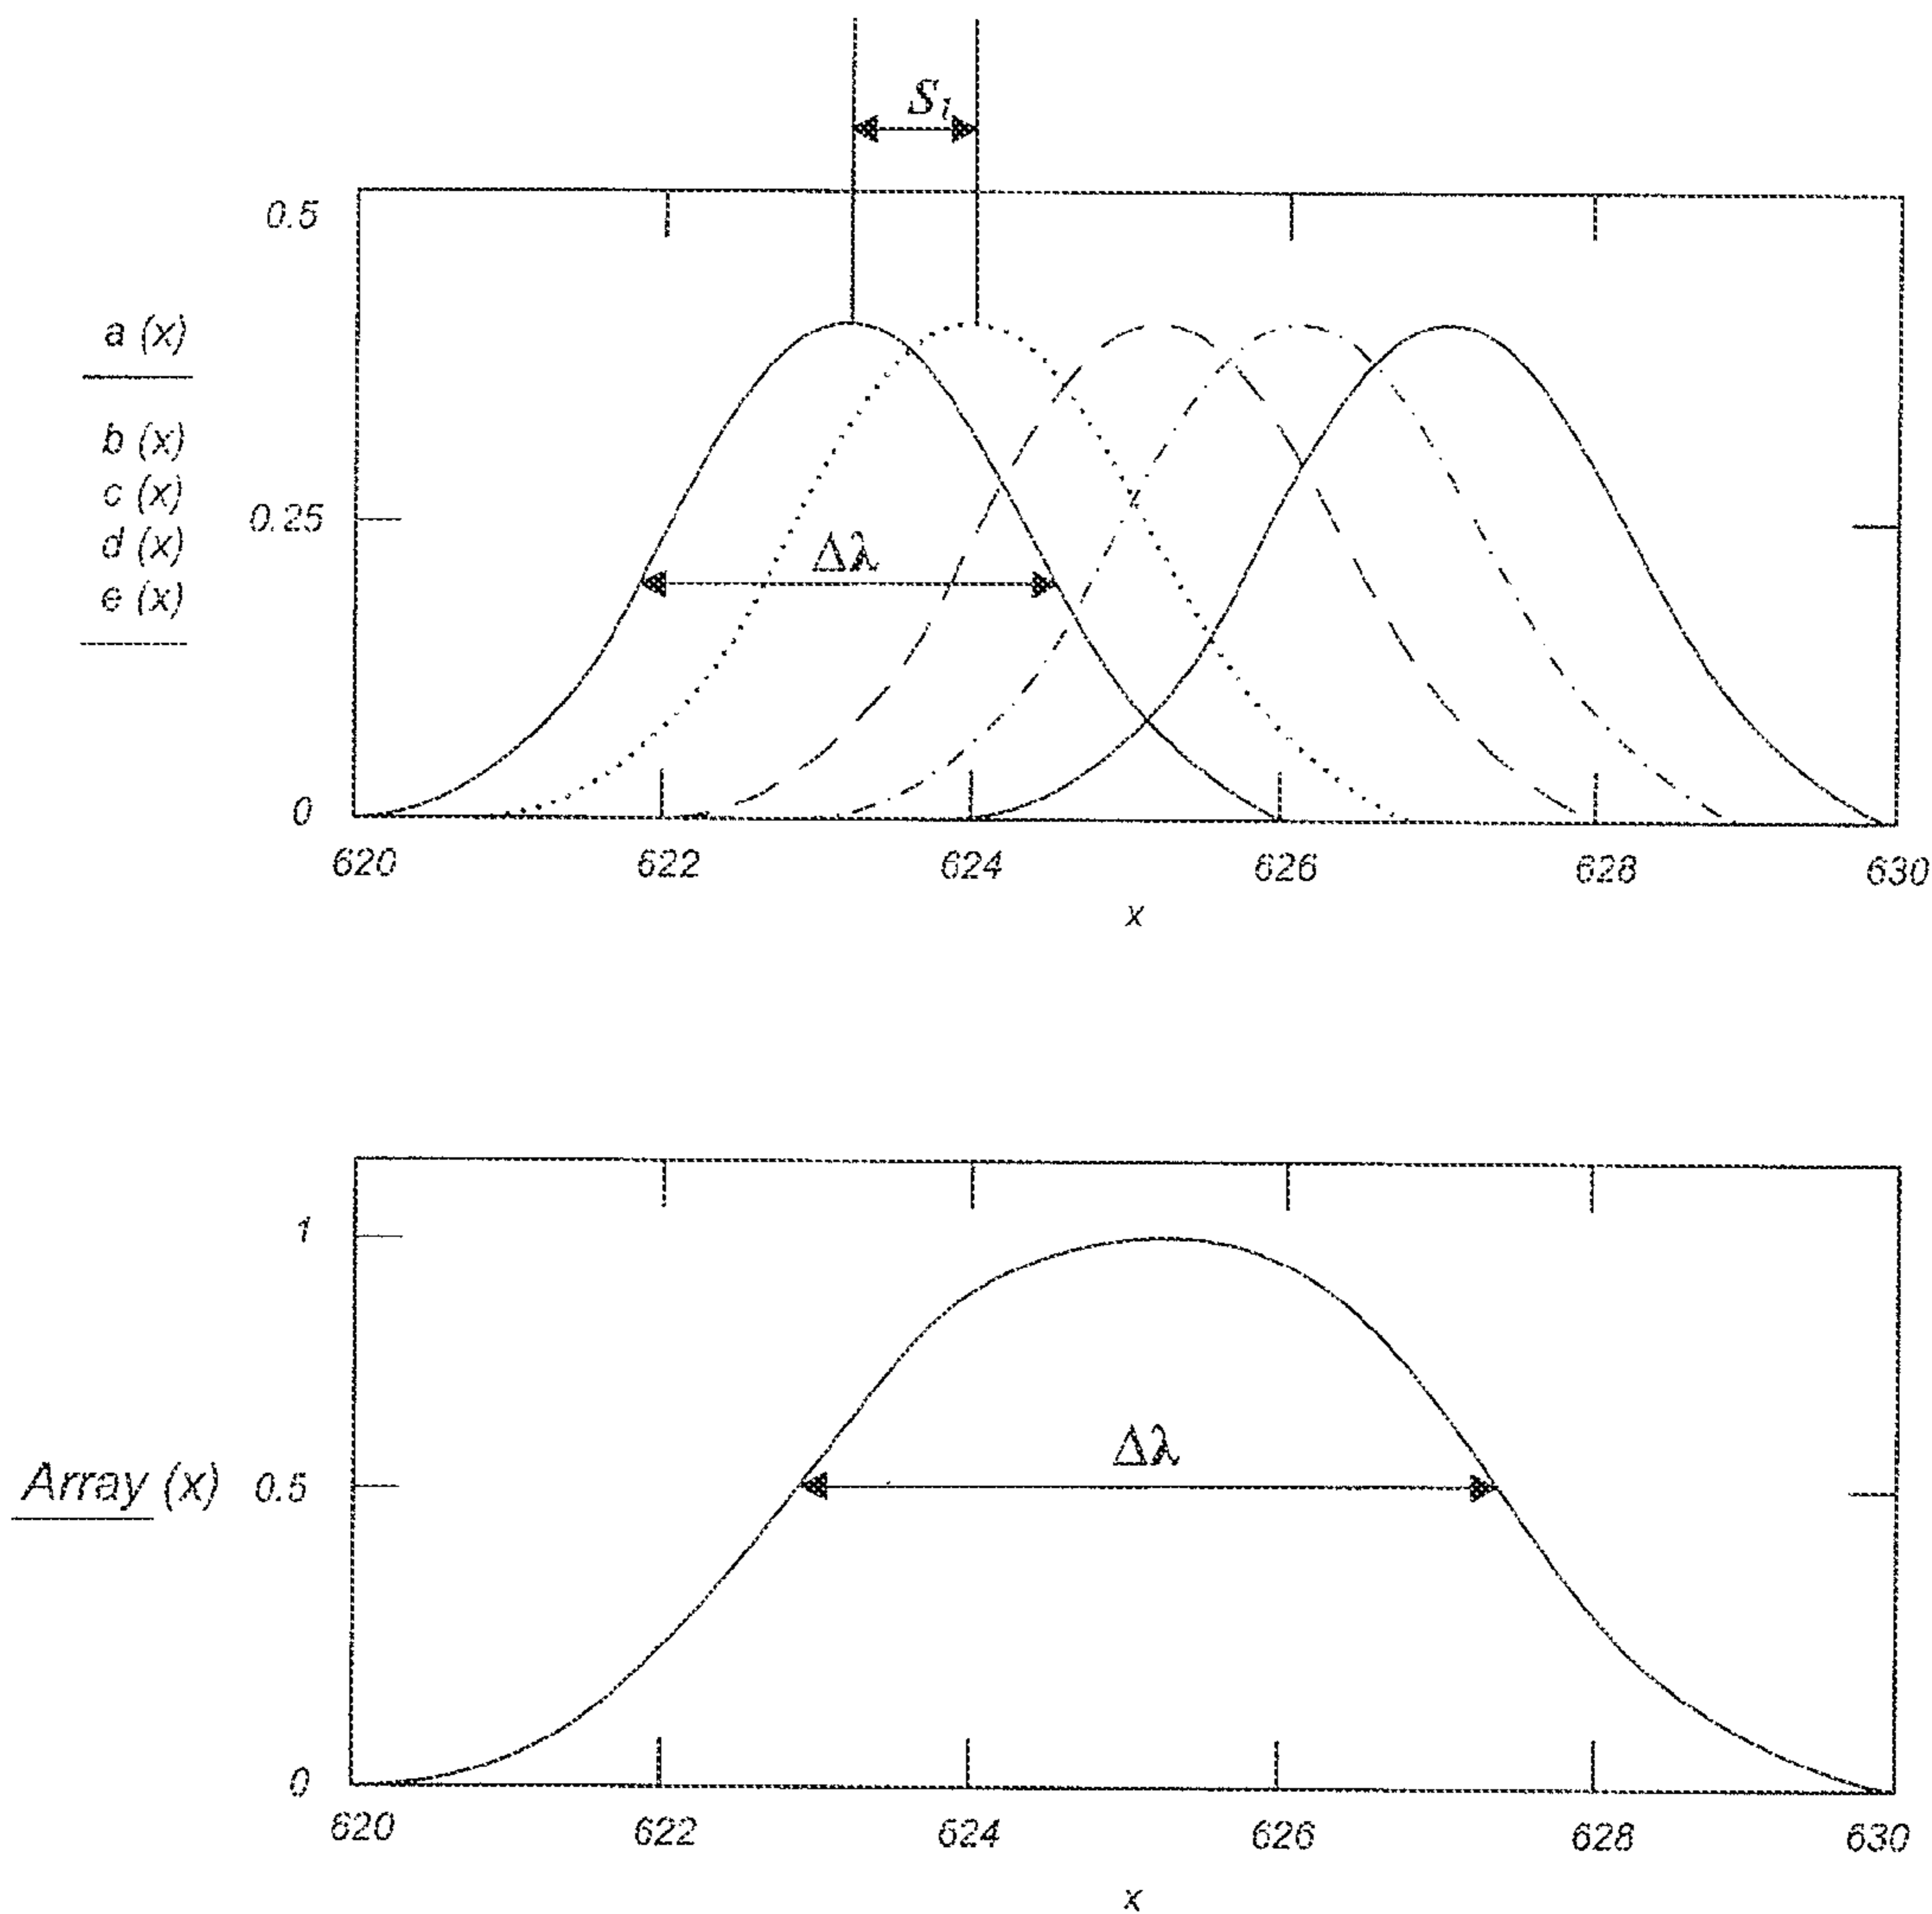 Si
0.5
a (x)
b (x)
c (x)
0.25
d (x)
Δλ
e (x)
0
620 622 624 626 628 630
x
1
Δλ
Array (x) 0.5
0
620 622 624 626 628 630
x